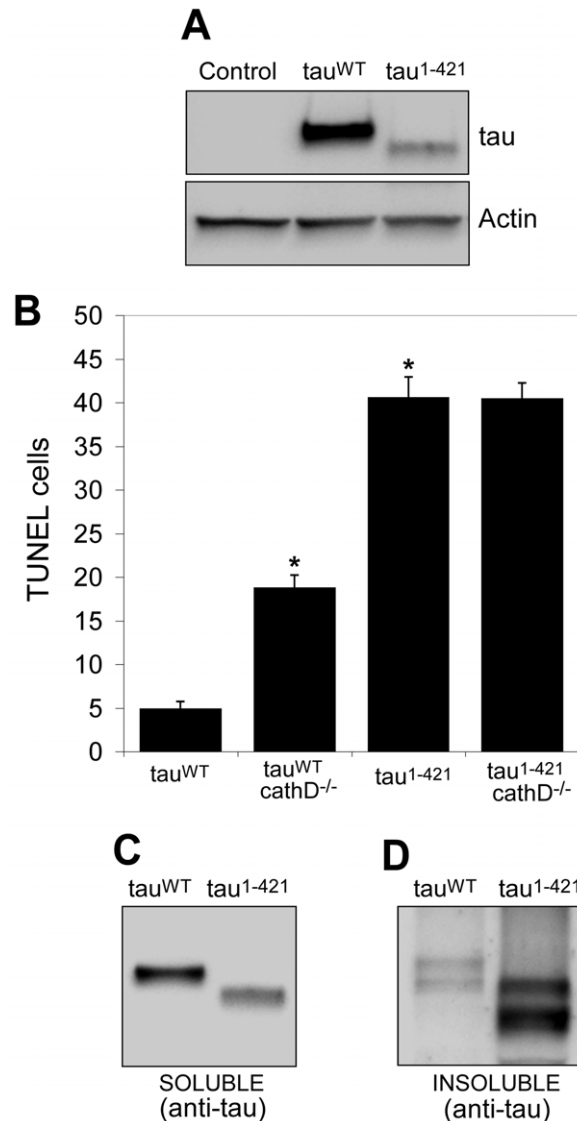 A
Control tauWT tau1-421
tau
Actin
B
50
45
40
35
30
25
20
15
10
5
0
TUNEL cells
*
*
tauWT
tauWT
cathD-/-
tau1-421
tau1-421
cathD-/-
C
tauWT tau1-421
SOLUBLE
(anti-tau)
D
tauWT tau1-421
INSOLUBLE
(anti-tau)